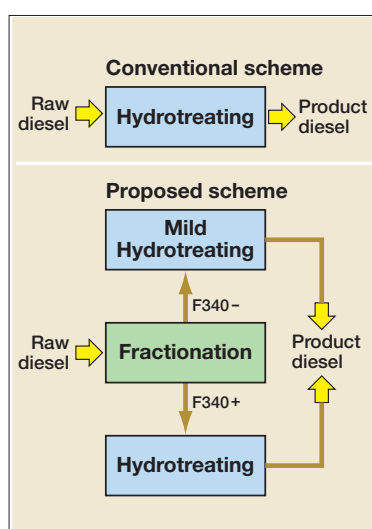 Conventional scheme
Raw
diesel
Hydrotreating
Product
diesel
Proposed scheme
Mild
Hydrotreating
F340–
Raw
diesel
Fractionation
Product
diesel
F340+
Hydrotreating